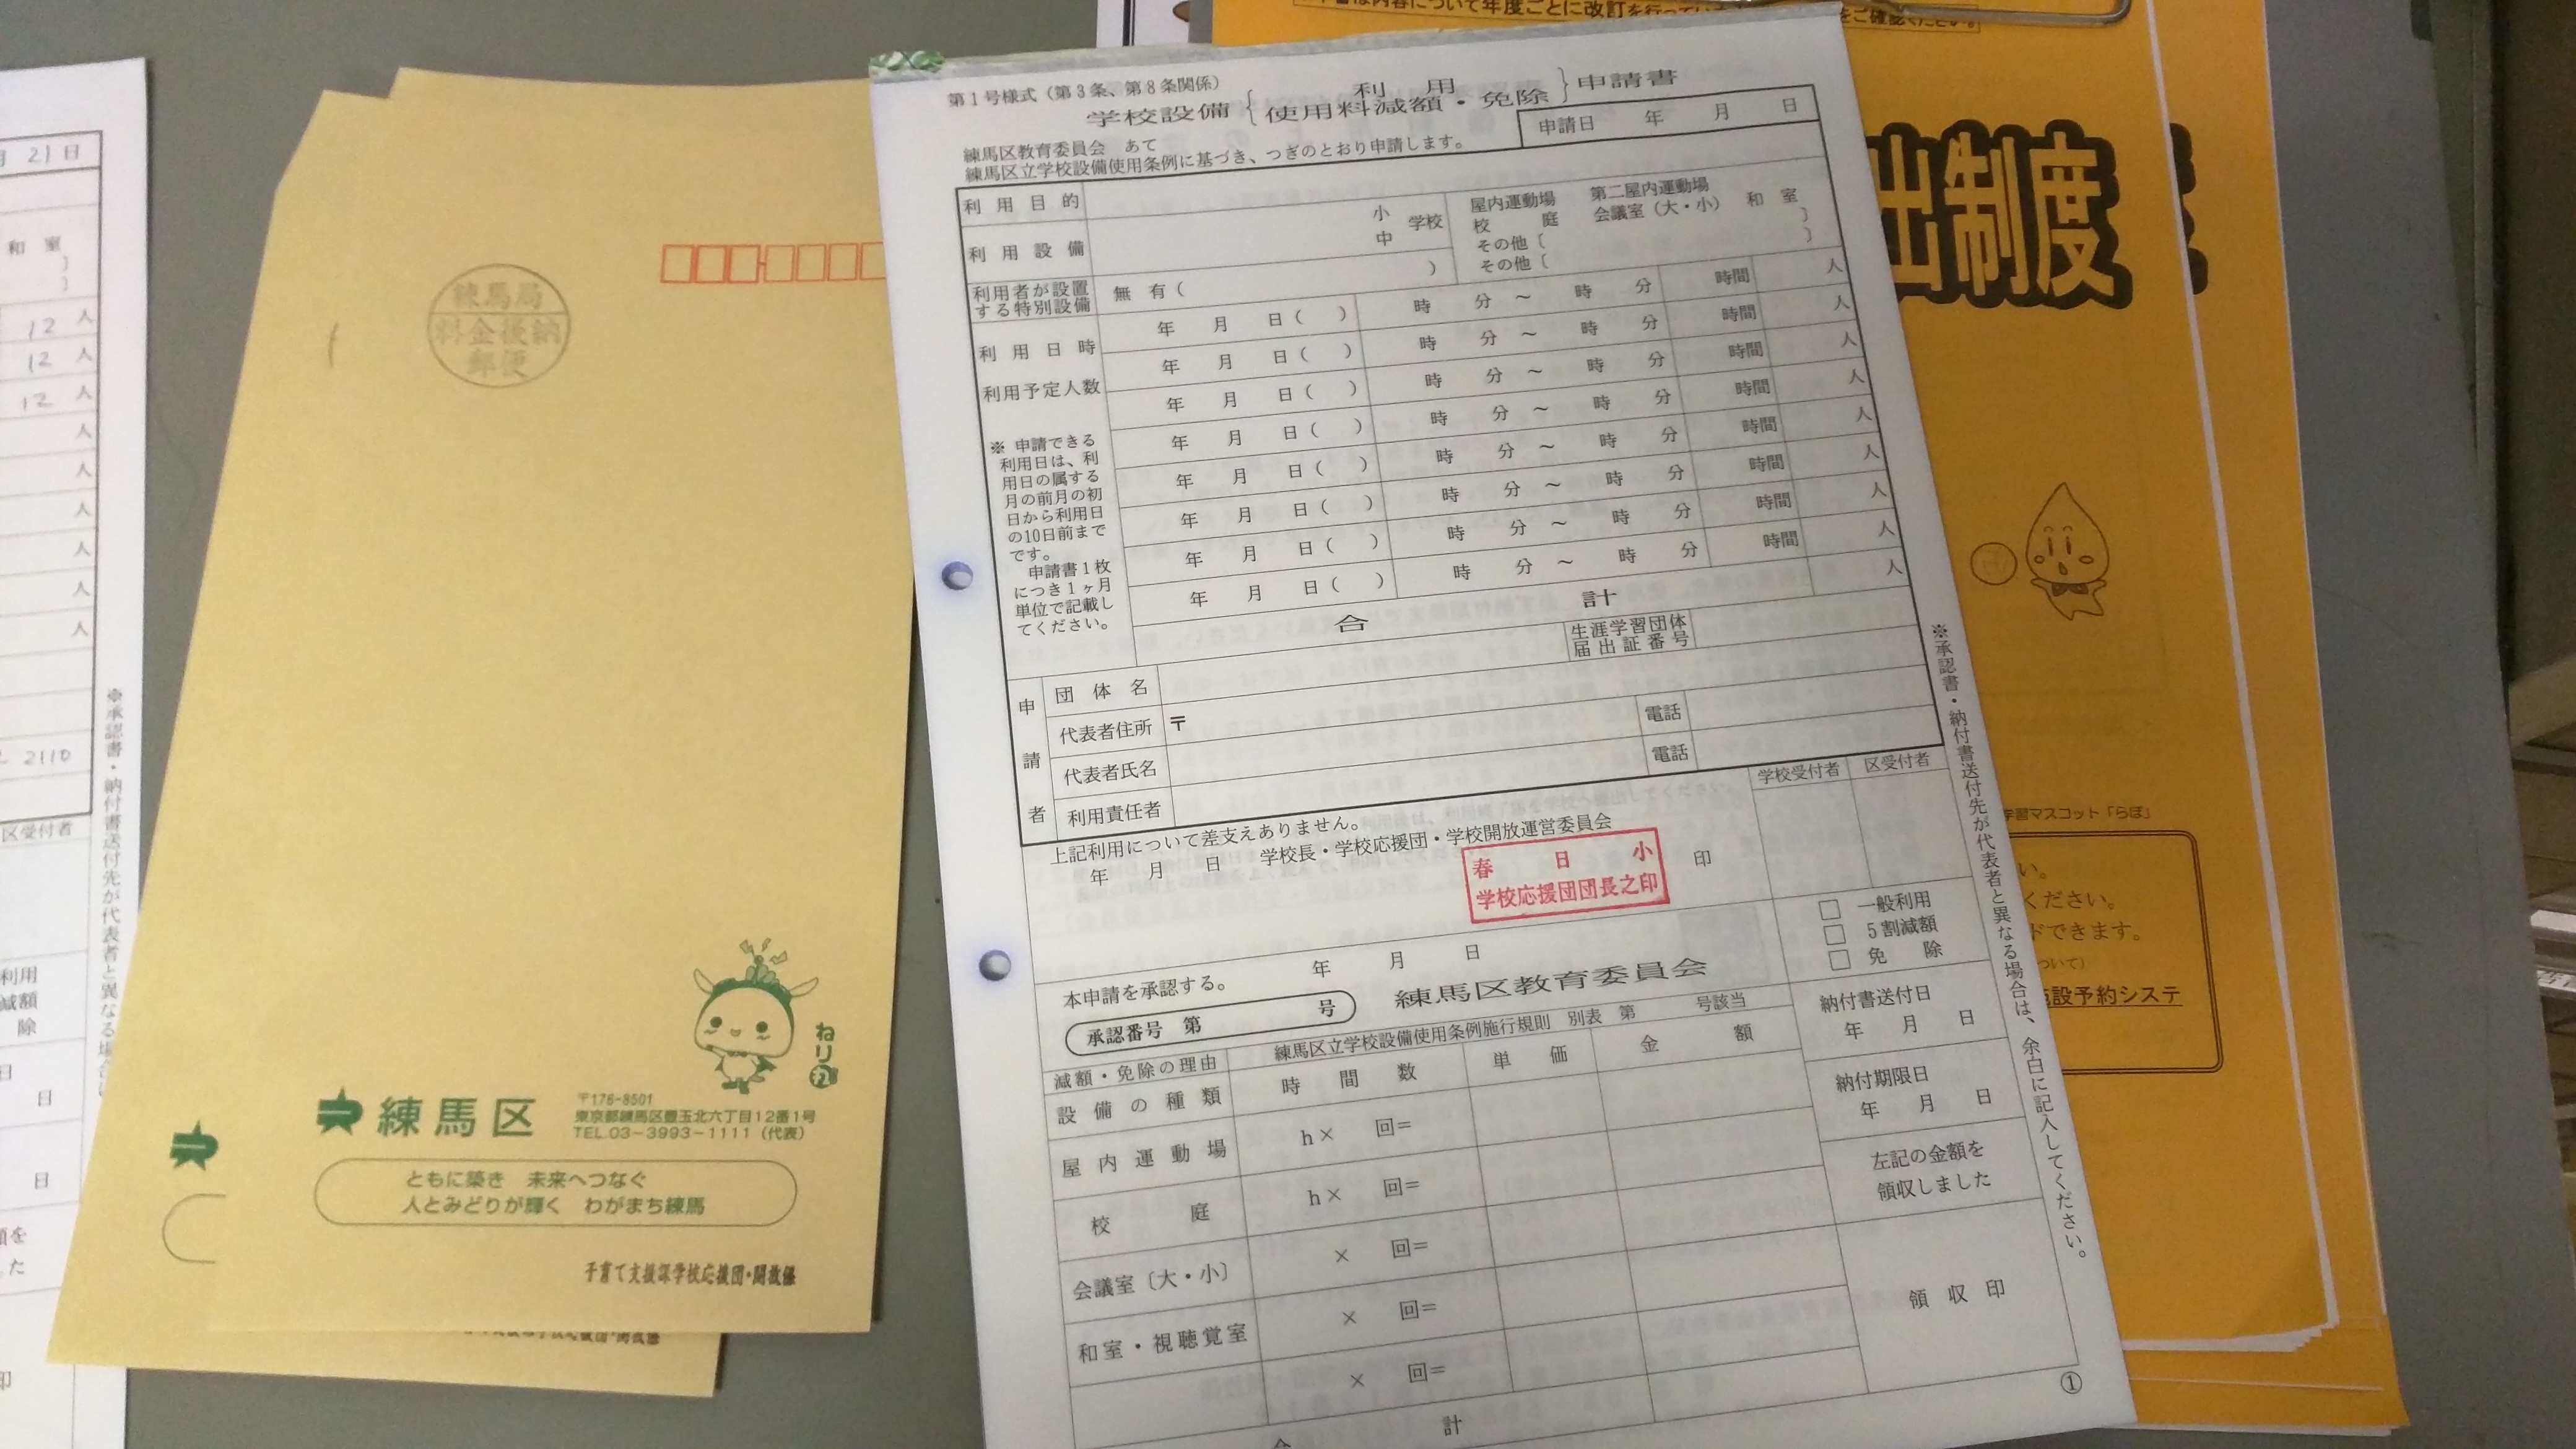 21日
和 室
12 人
12 人
12 人
人
人
人
人
人
人
2110
区受付者
利用
減額
除
日
日
日
※承認書・納付書送付先が代表者と異なる場合は
練馬局
料金後納
郵便
ねり丸
練馬区
〒176-8501
東京都練馬区豊玉北六丁目12番1号
TEL 03-3993-1111(代表)
ともに築き 未来へつなぐ
人とみどりが輝く わがまち練馬
子育て支援課学校応援団・開放係
第1号様式(第3条、第8条関係)
学校設備{利用 使用料減額・免除}申請書
申請日 年 月 日
練馬区教育委員会 あて
練馬区立学校設備使用条例に基づき、つぎのとおり申請します。
利用目的
利用設備 小 中 学校
屋内運動場 第二屋内運動場
校庭 会議室(大・小) 和 室
その他〔 〕
その他〔 〕
利用者が設置する特別設備 無 有( )
利用日時
利用予定人数
※ 申請できる
利用日は、利
用日の属する
月の前月の初
日から利用日
の10日前まで
です。
申請書1枚
につき1ヶ月
単位で記載し
てください。
年 月 日( ) 時 分 ~ 時 分 時間 人
年 月 日( ) 時 分 ~ 時 分 時間 人
年 月 日( ) 時 分 ~ 時 分 時間 人
年 月 日( ) 時 分 ~ 時 分 時間 人
年 月 日( ) 時 分 ~ 時 分 時間 人
年 月 日( ) 時 分 ~ 時 分 時間 人
年 月 日( ) 時 分 ~ 時 分 時間 人
年 月 日( ) 時 分 ~ 時 分 時間 人
合 計 人
申請者
団体名
生涯学習団体
届出証番号
代表者住所 〒
代表者氏名 電話
利用責任者 電話
上記利用について差支えありません。
年 月 日 学校長・学校応援団・学校開放運営委員会
春日小
学校応援団団長之印
印
学校受付者 区受付者
本申請を承認する。 年 月 日
承認番号 第 号
練馬区教育委員会
□ 一般利用
□ 5割減額
□ 免 除
減額・免除の理由 練馬区立学校設備使用条例施行規則 別表 第 号該当
設備の種類 時間数 単価 金額
屋内運動場 h× 回=
校庭 h× 回=
会議室〔大・小〕 × 回=
和室・視聴覚室 × 回=
× 回=
計
納付書送付日
年 月 日
納付期限日
年 月 日
左記の金額を
領収しました
領収印
①
※承認書・納付書送付先が代表者と異なる場合は、余白に記入してください。
は内容について年度ごとに改訂を行って
をご確認ください。
出制度
学習マスコット「らぽ」
い。
ください。
ドできます。
ついて)
施設予約システ